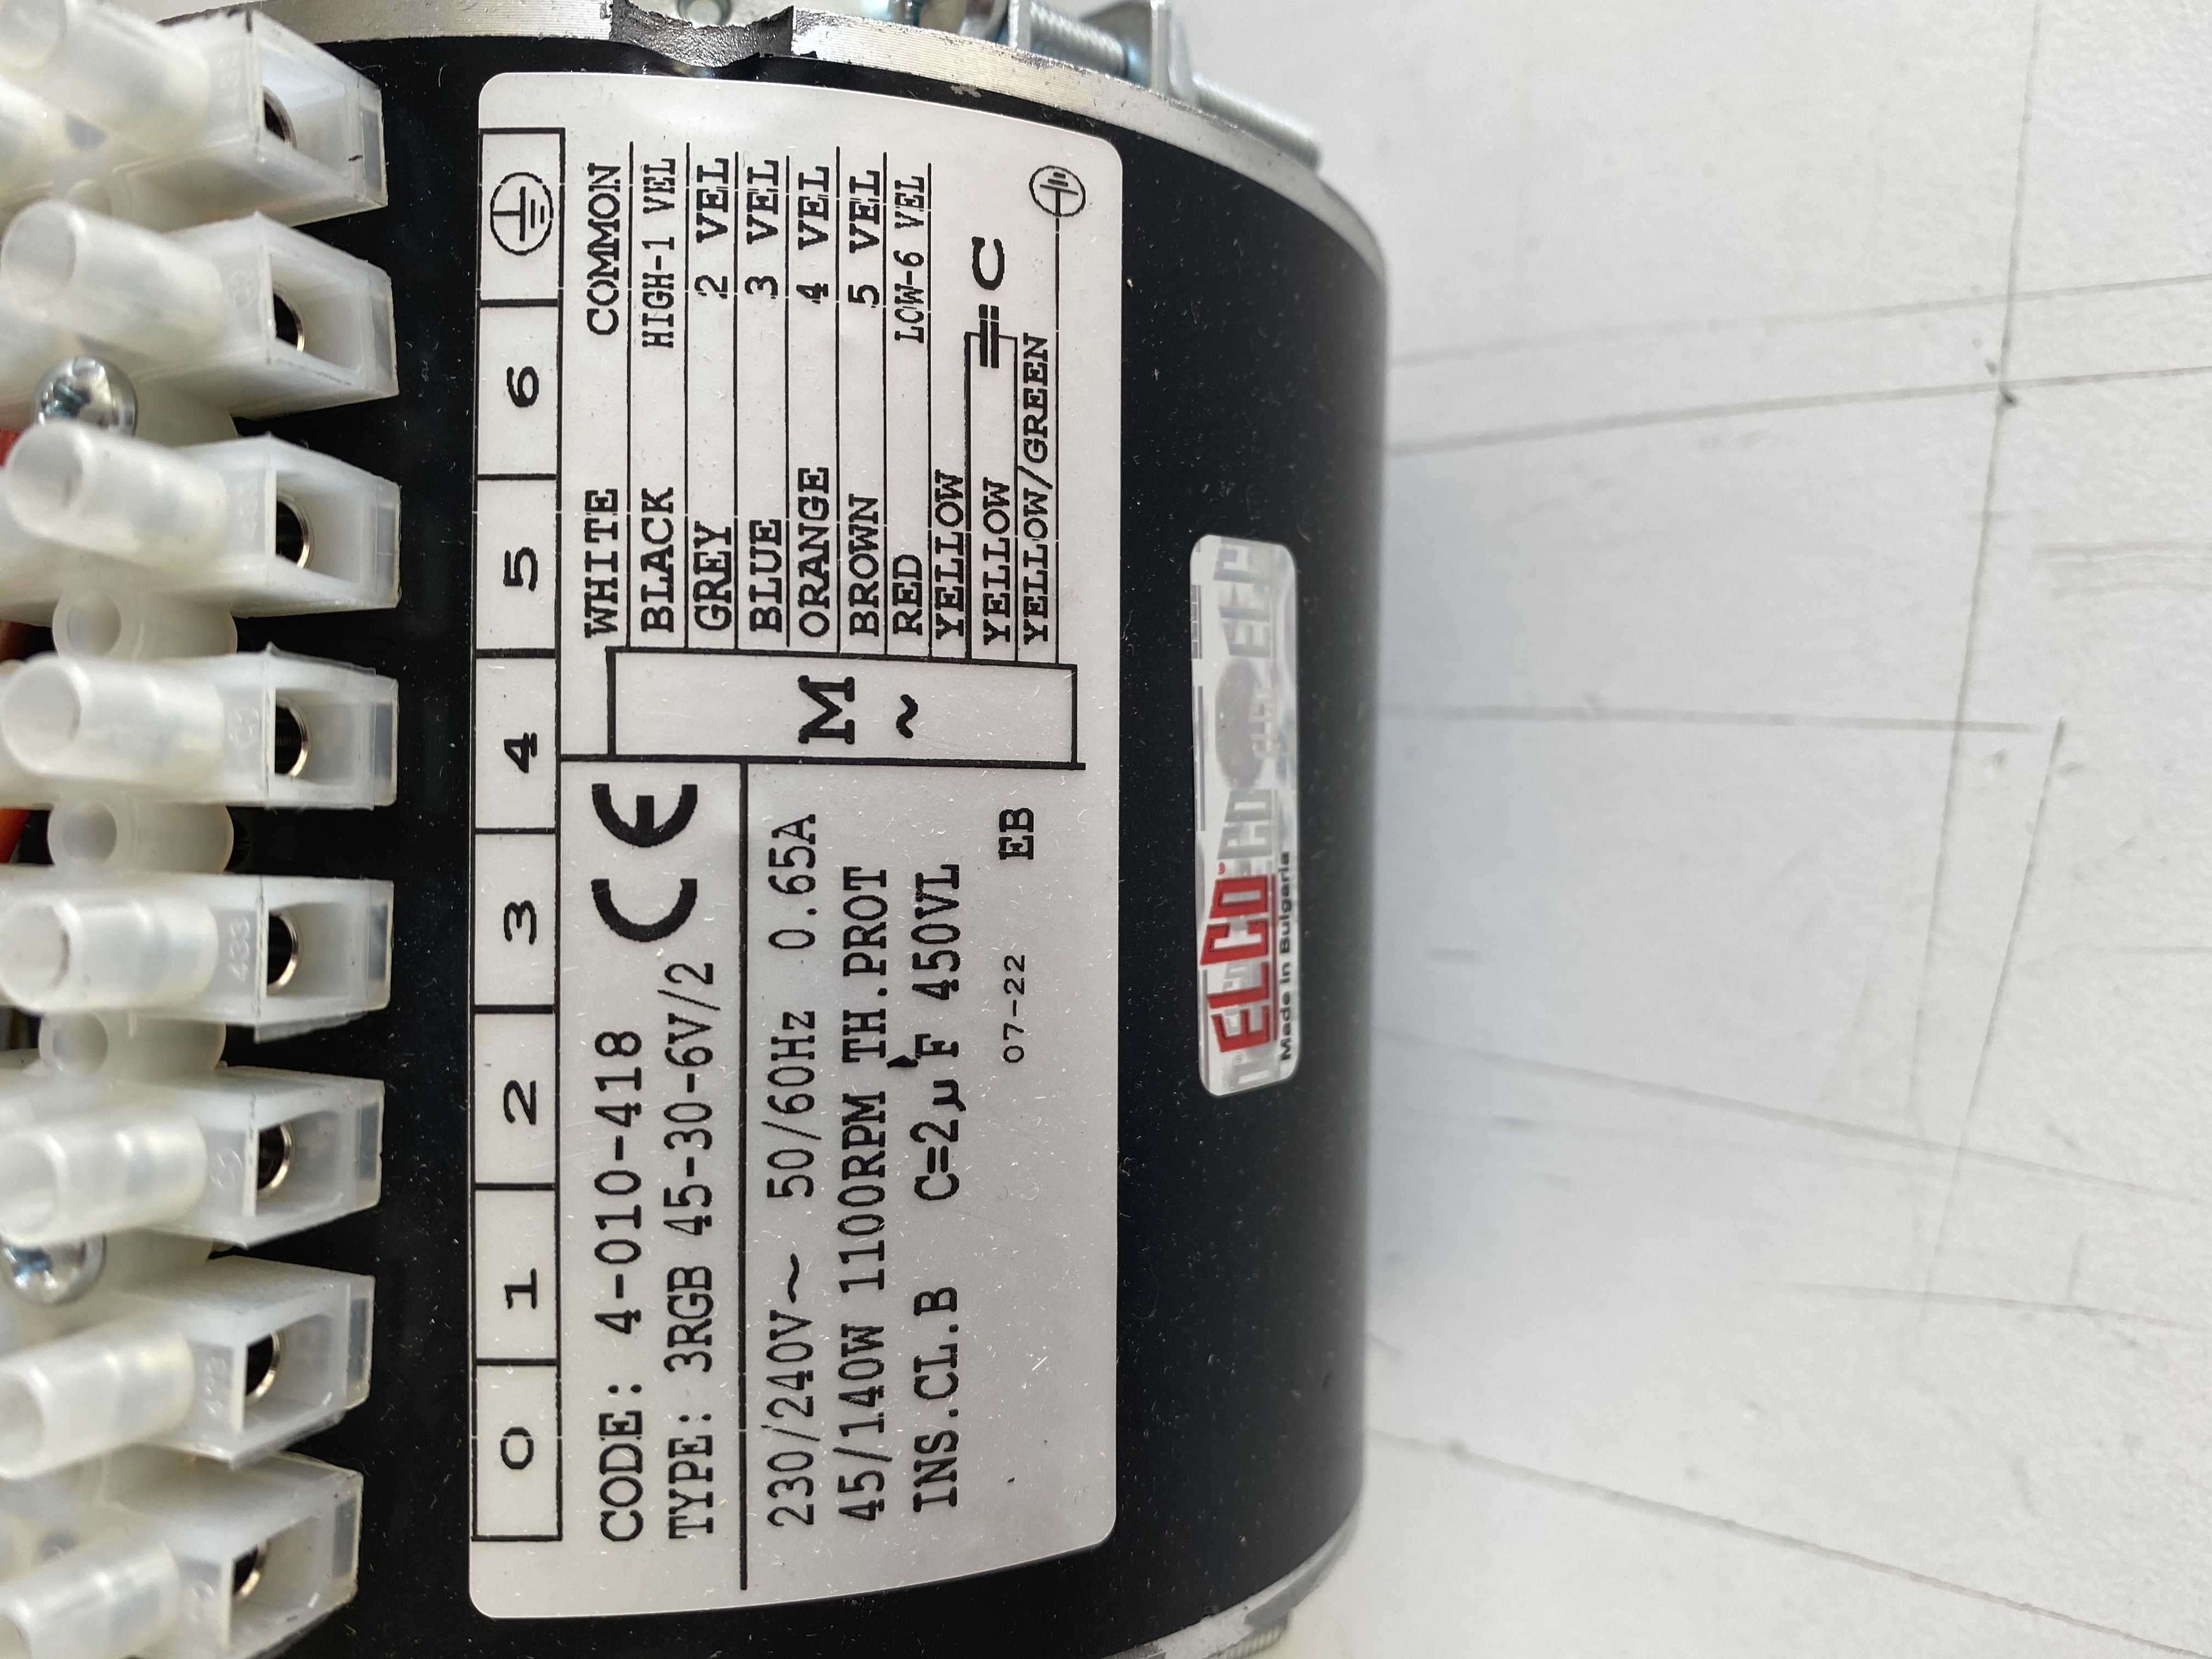 0 1 2 3 4 5 6
CODE: 4-010-418
TYPE: 3RGB 45-30-6V/2
CE
230/240V~ 50/60Hz 0.65A
45/140W 1100RPM TH.PROT
INS.CL.B C=2µF 450VL
07-22 EB
M
~
WHITE COMMON
BLACK HIGH-1 VEL
GREY 2 VEL
BLUE 3 VEL
ORANGE 4 VEL
BROWN 5 VEL
RED LOW-6 VEL
YELLOW
YELLOW C
YELLOW/GREEN
ELCO
Made in Bulgaria
433